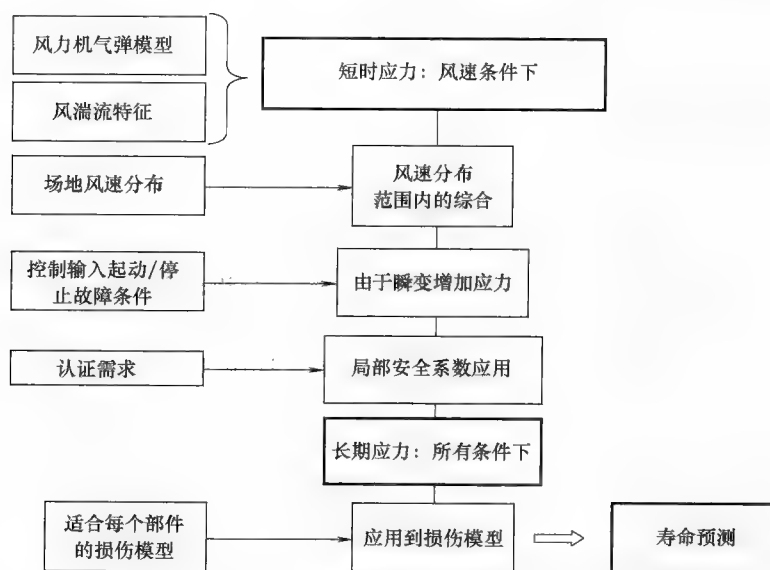 风力机气弹模型
短时应力：风速条件下
风湍流特征
场地风速分布
风速分布
范围内的综合
控制输入起动/停
止故障条件
由于瞬变增加应力
认证需求
局部安全系数应用
长期应力：所有条件下
适合每个部件
的损伤模型
应用到损伤模型
寿命预测